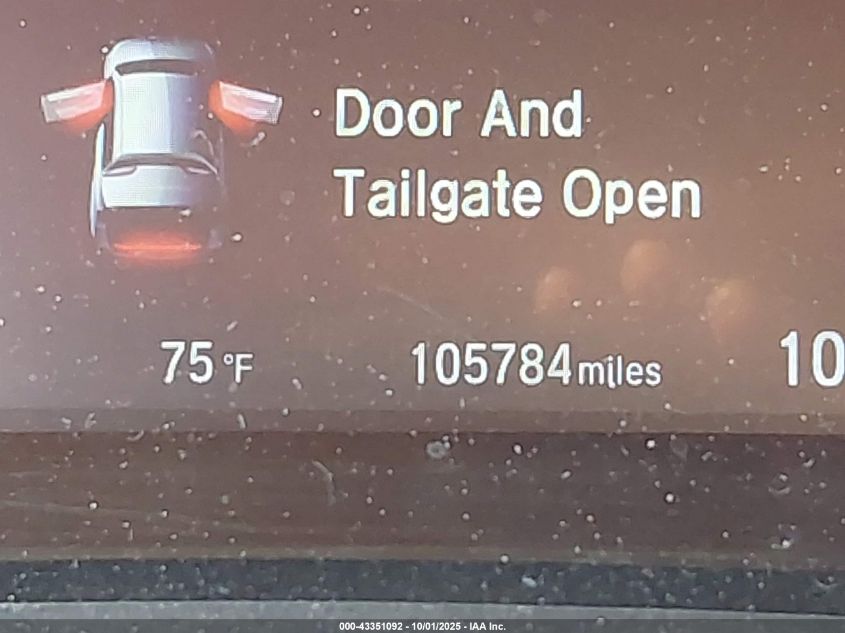 Door And
Tailgate Open
75 °F 105784 miles 10
000-43351092 - 10/01/2025 - IAA Inc.